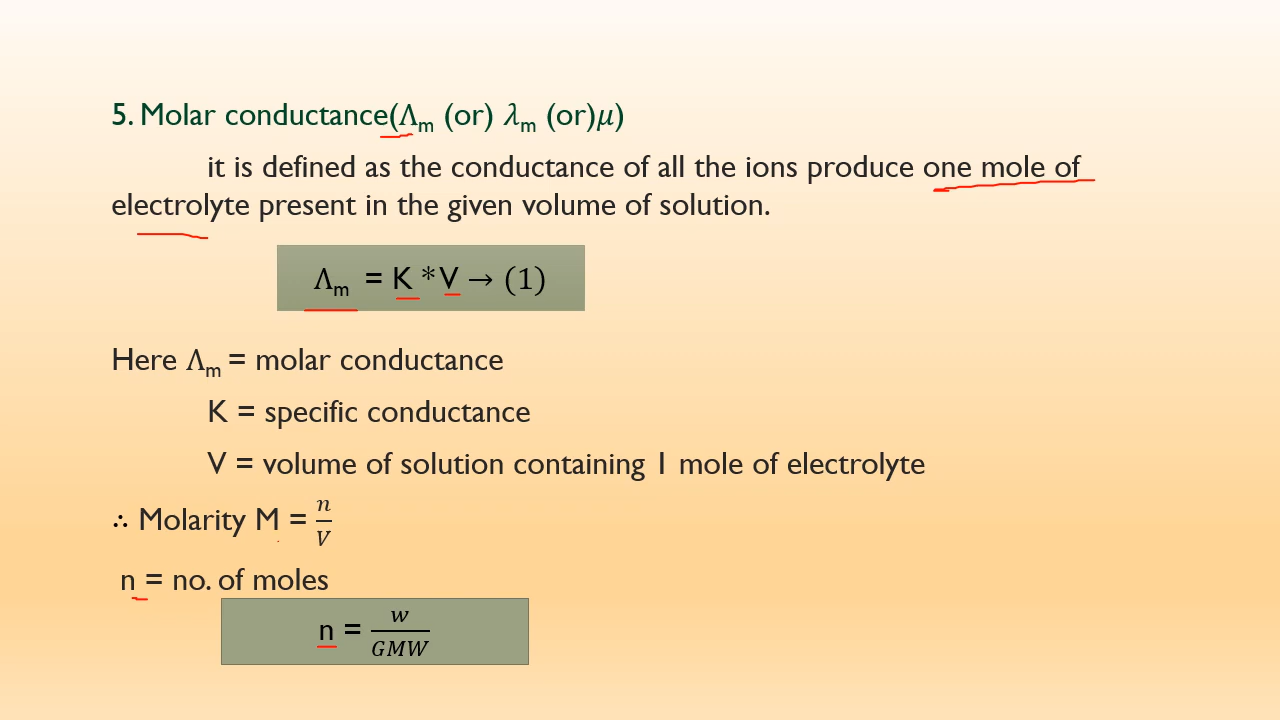 5. Molar conductance(Λm (or) λm (or)μ)
it is defined as the conductance of all the ions produce one mole of
electrolyte present in the given volume of solution.
Λm = K *V → (1)
Here Λm = molar conductance
K = specific conductance
V = volume of solution containing 1 mole of electrolyte
∴ Molarity M = n/V
n = no. of moles
n = w/GMW